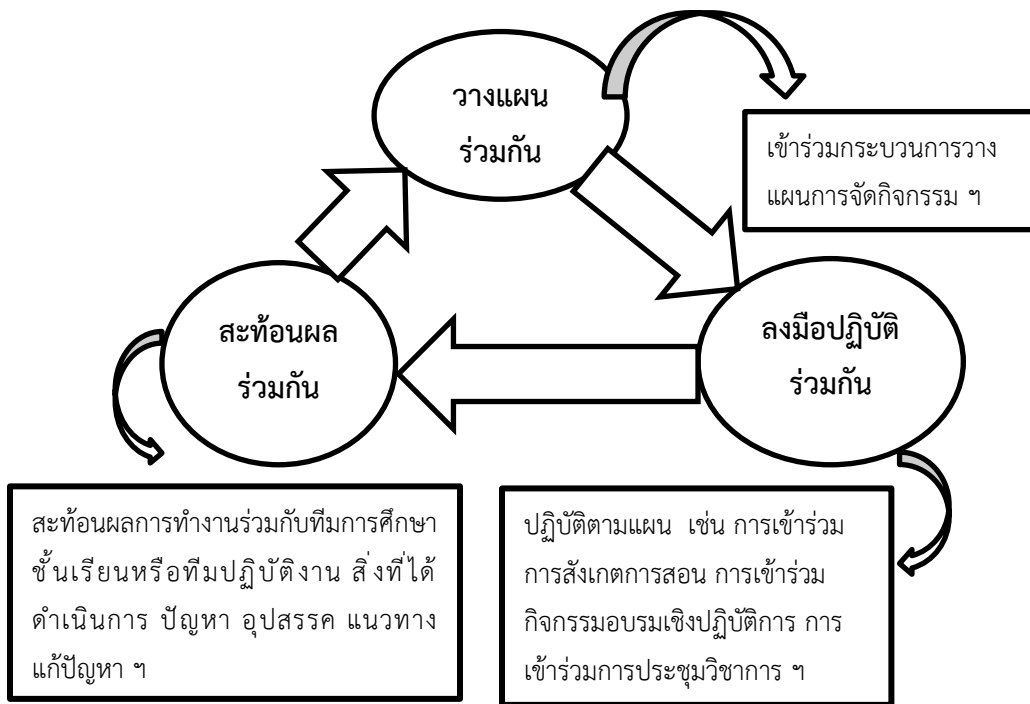 วางแผน
ร่วมกัน
เข้าร่วมกระบวนการวาง
แผนการจัดกิจกรรม ฯ
สะท้อนผล
ร่วมกัน
ลงมือปฏิบัติ
ร่วมกัน
สะท้อนผลการทำงานร่วมกับทีมการศึกษา
ชั้นเรียนหรือทีมปฏิบัติงาน สิ่งที่ได้
ดำเนินการ ปัญหา อุปสรรค แนวทาง
แก้ปัญหา ฯ
ปฏิบัติตามแผน เช่น การเข้าร่วม
การสังเกตการสอน การเข้าร่วม
กิจกรรมอบรมเชิงปฏิบัติการ การ
เข้าร่วมการประชุมวิชาการ ฯ